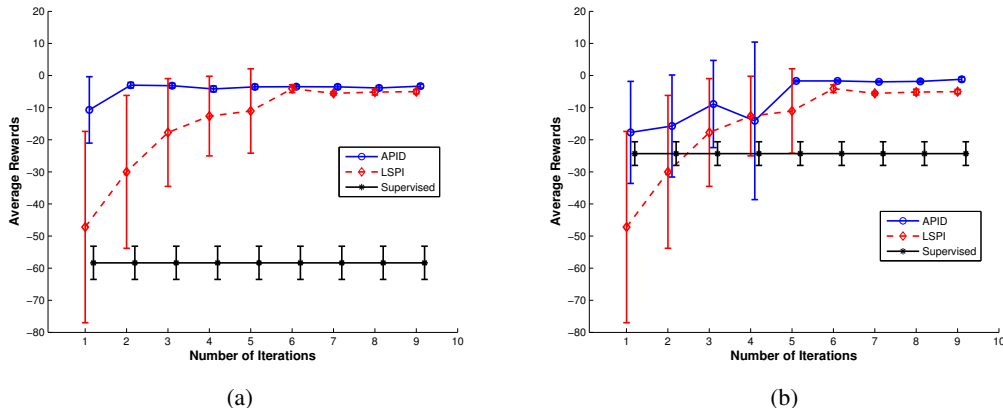 20
10
0
−10
−20
−30
−40
−50
−60
−70
−80
Average Rewards
1 2 3 4 5 6 7 8 9 10
Number of Iterations
APID
LSPI
Supervised
(a)
20
10
0
−10
−20
−30
−40
−50
−60
−70
−80
Average Rewards
1 2 3 4 5 6 7 8 9 10
Number of Iterations
APID
LSPI
Supervised
(b)